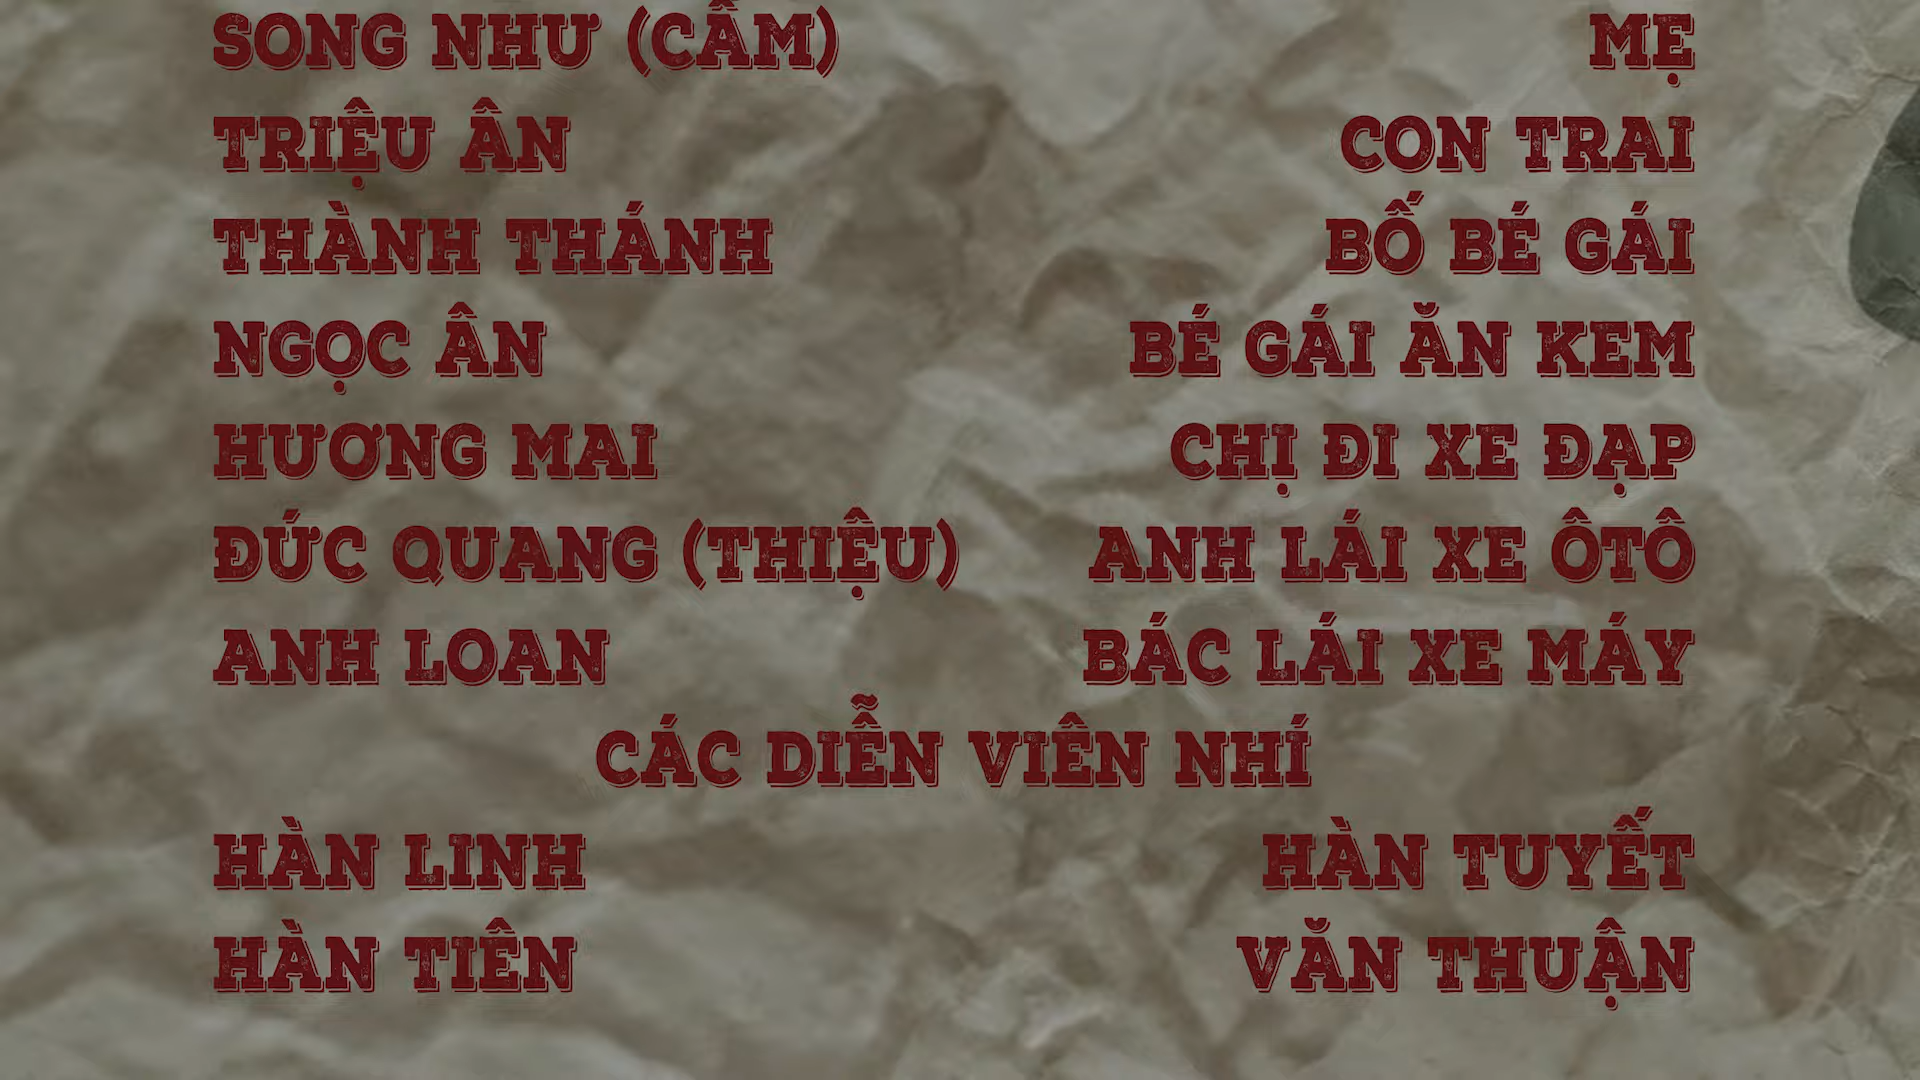 SONG NHƯ (CẦM) MẸ
TRIỆU ÂN CON TRAI
THÀNH THÁNH BỐ BÉ GÁI
NGỌC ÂN BÉ GÁI ĂN KEM
HƯƠNG MAI CHỊ ĐI XE ĐẠP
ĐỨC QUANG (THIỆU) ANH LÁI XE ÔTÔ
ANH LOAN BÁC LÁI XE MÁY
CÁC DIỄN VIÊN NHÍ
HÀN LINH HÀN TUYẾT
HÀN TIÊN VĂN THUẬN